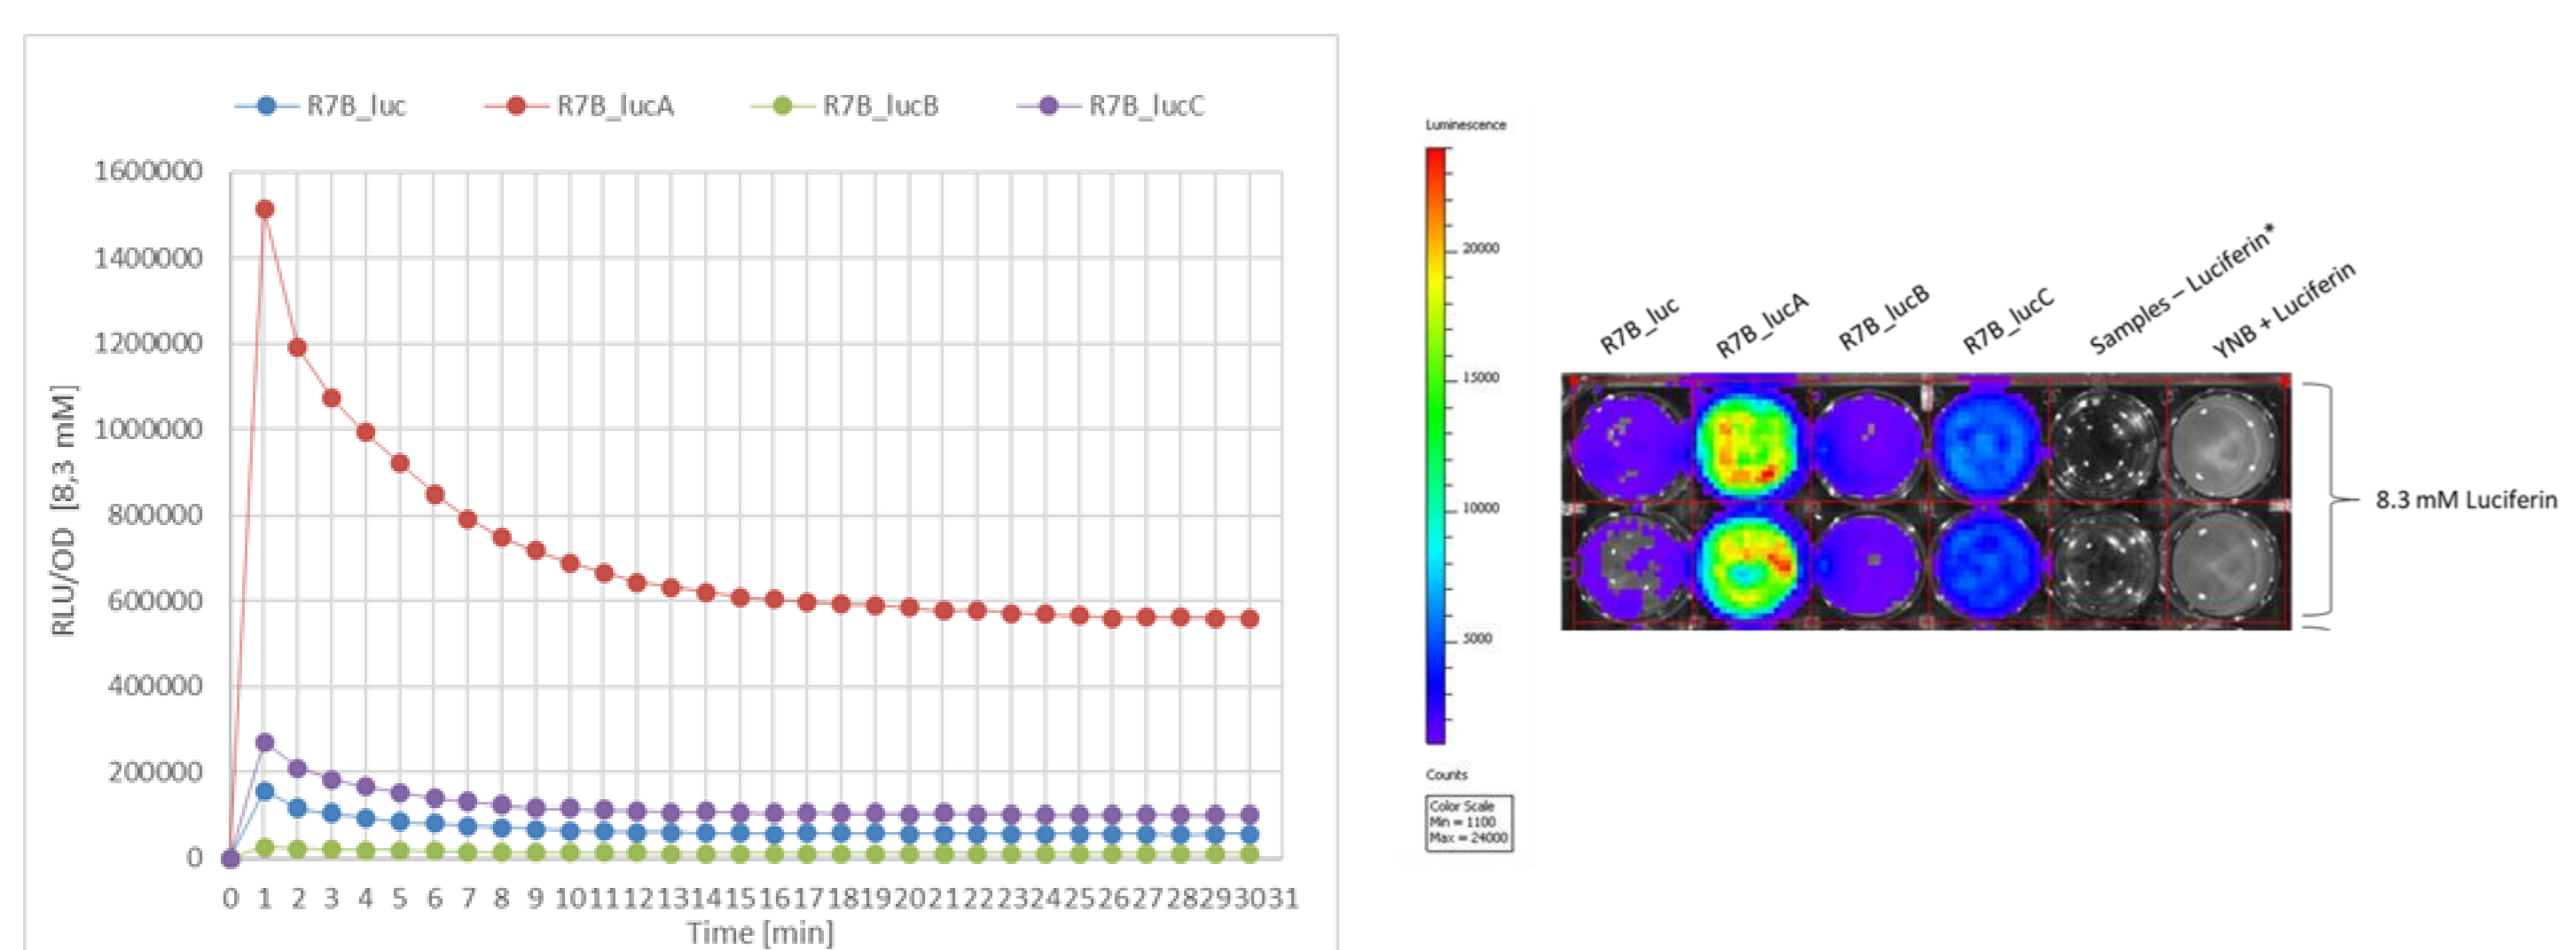 R7B_luc R7B_lucA R7B_lucB R7B_lucC
1600000
1400000
1200000
1000000
800000
600000
400000
200000
0
RLU/OD [8,3 mM]
0 1 2 3 4 5 6 7 8 9 10 11 12 13 14 15 16 17 18 19 20 21 22 23 24 25 26 27 28 29 30 31
Time [min]
Luminescence
20000
15000
10000
5000
Counts
Color Scale
Min = 1100
Max = 24000
R7B_luc
R7B_lucA
R7B_lucB
R7B_lucC
Samples – Luciferin*
YNB + Luciferin
8.3 mM Luciferin